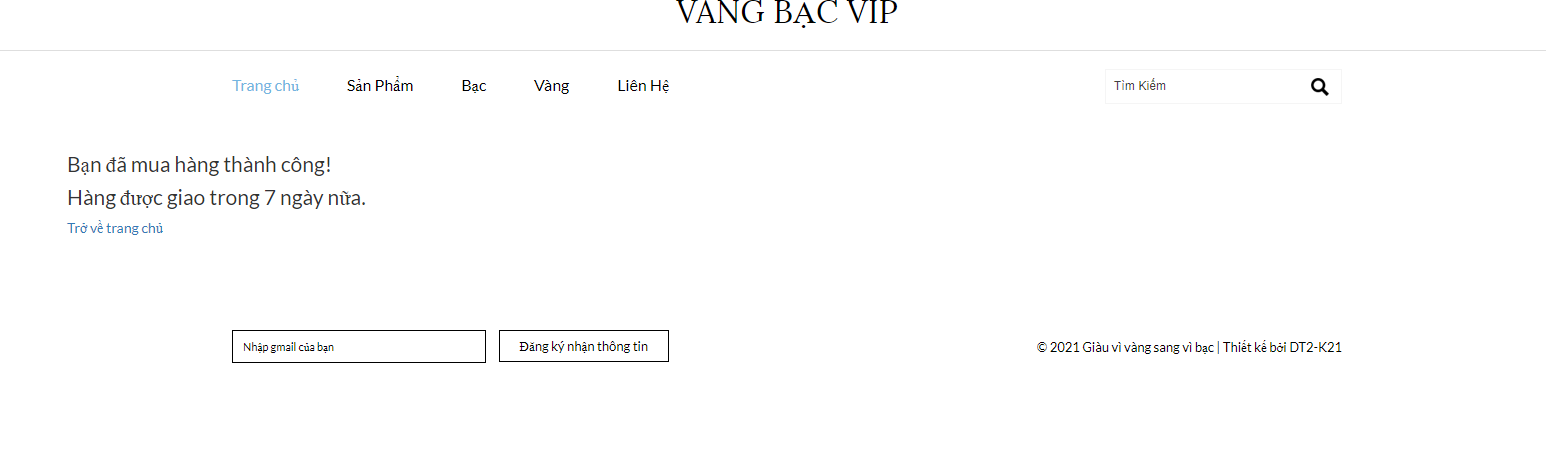 VÀNG BẠC VIP
Trang chủ Sản Phẩm Bạc Vàng Liên Hệ Tìm Kiếm
Bạn đã mua hàng thành công!
Hàng được giao trong 7 ngày nữa.
Trở về trang chủ
Nhập gmail của bạn Đăng ký nhận thông tin © 2021 Giàu vì vàng sang vì bạc | Thiết kế bởi DT2-K21